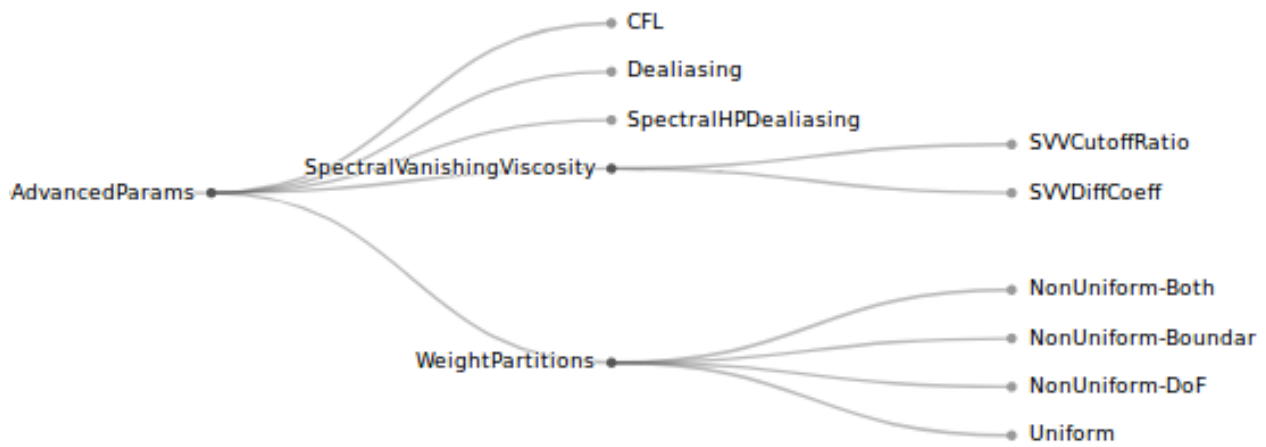 CFL
Dealiasing
SpectralHPDealiasing
SpectralVanishingViscosity
SVVCutoffRatio
SVVDiffCoeff
AdvancedParams
NonUniform-Both
NonUniform-Boundar
WeightPartitions
NonUniform-DoF
Uniform